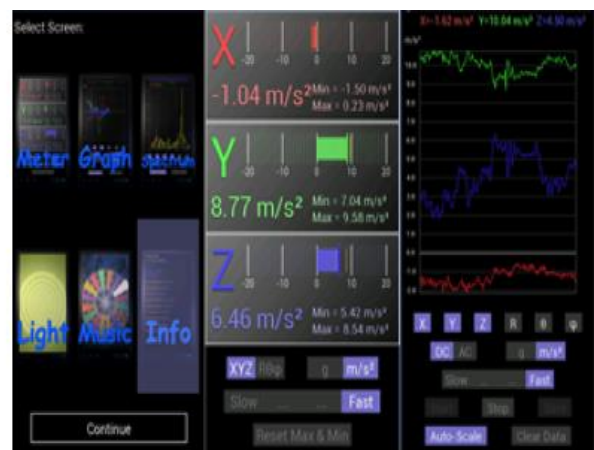 Select Screen:
Meter Graph Spectrum
Light Music Info
Continue
X
-20 -10 0 10 20
-1.04 m/s²
Min = -1.50 m/s²
Max = 0.23 m/s²
Y
-20 -10 0 10 20
8.77 m/s²
Min = 7.04 m/s²
Max = 9.58 m/s²
Z
-20 -10 0 10 20
6.46 m/s²
Min = 5.42 m/s²
Max = 8.54 m/s²
XYZ Rθφ g m/s²
Slow ... ... Fast
Reset Max & Min
X=-1.62 m/s² Y=10.04 m/s² Z=4.50 m/s²
m/s²
X Y Z R θ φ
DC AC g m/s²
Slow ... ... Fast
Stop
Auto-Scale Clear Data